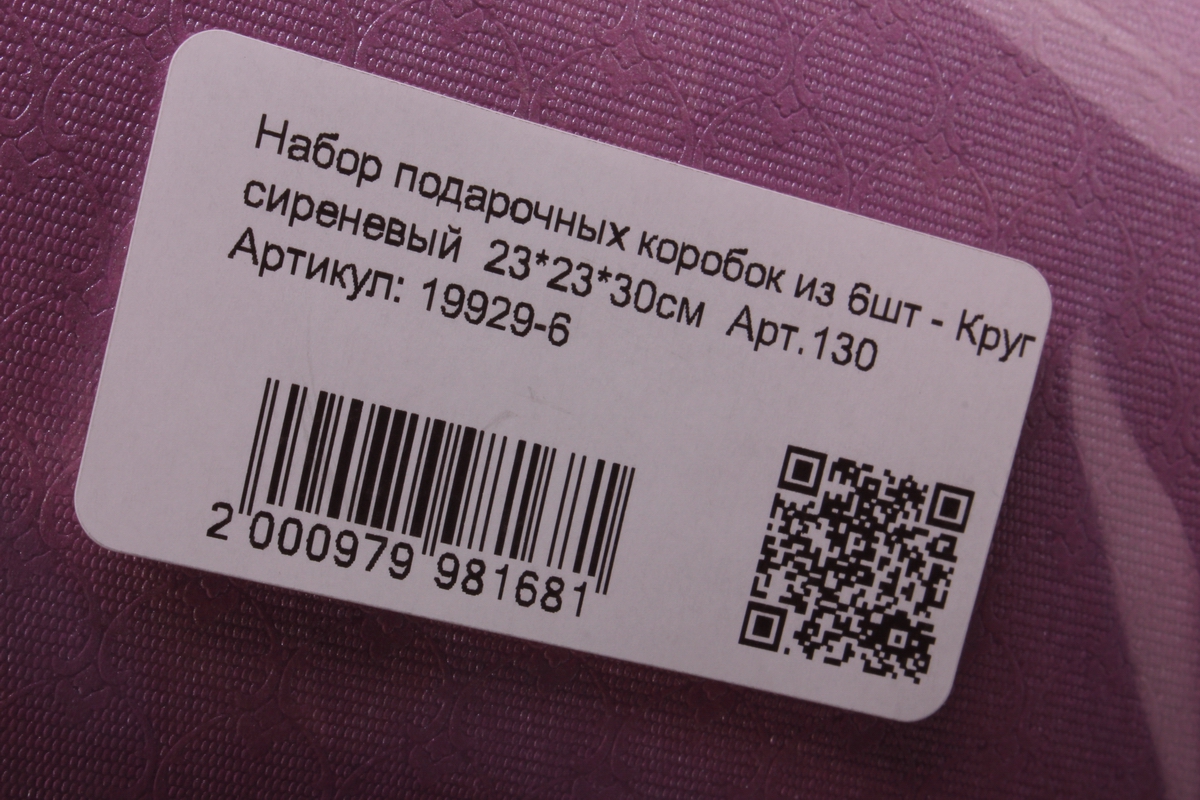 Набор подарочных коробок из 6шт - Круг
сиреневый 23*23*30см Арт.130
Артикул: 19929-6
2 000979 981681